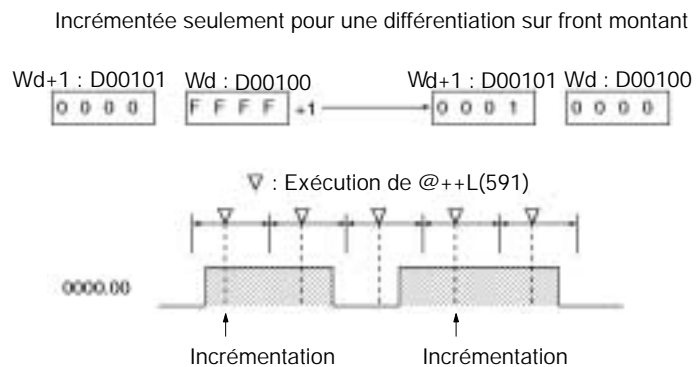 Incrémentée seulement pour une différentiation sur front montant
Wd+1 : D00101 Wd : D00100 Wd+1 : D00101 Wd : D00100
0 0 0 0 F F F F +1 0 0 0 1 0 0 0 0
: Exécution de @++L(591)
0000.00
Incrémentation Incrémentation